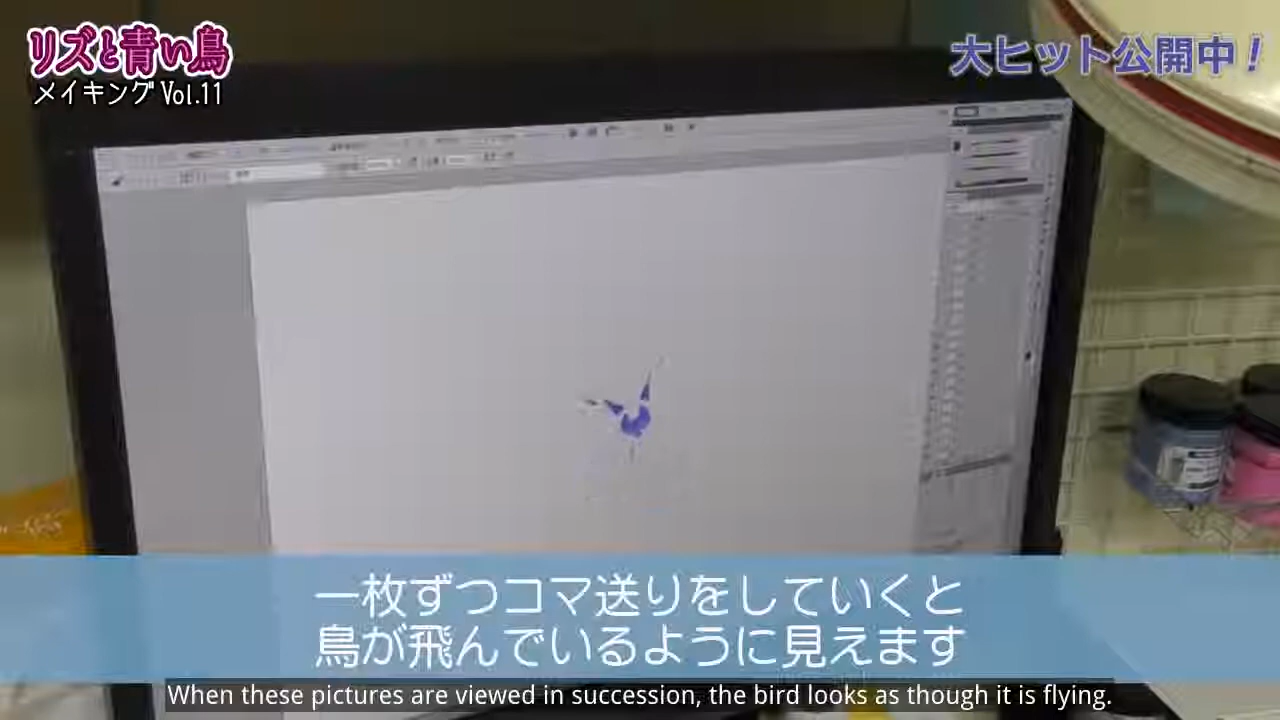 リズと青い鳥
メイキング Vol.11
大ヒット公開中！
一枚ずつコマ送りをしていくと
鳥が飛んでいるように見えます
When these pictures are viewed in succession, the bird looks as though it is flying.